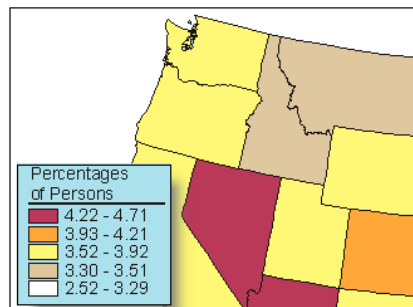 Percentages
of Persons
4.22 - 4.71
3.93 - 4.21
3.52 - 3.92
3.30 - 3.51
2.52 - 3.29